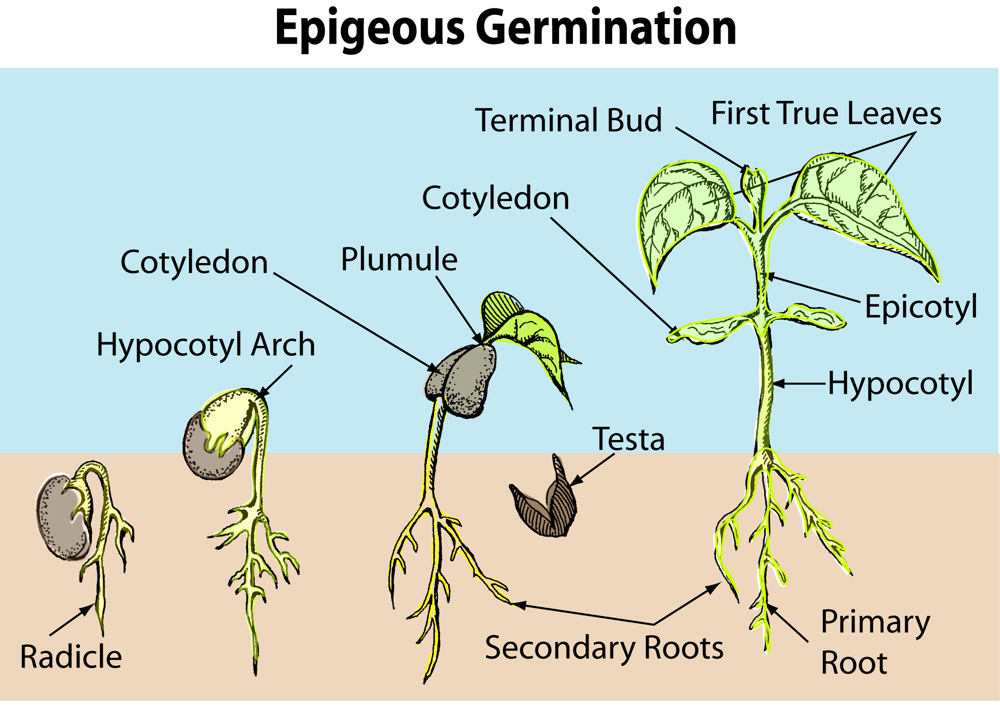 Epigeous Germination
Terminal Bud
First True Leaves
Cotyledon
Cotyledon
Plumule
Epicotyl
Hypocotyl Arch
Hypocotyl
Testa
Radicle
Secondary Roots
Primary
Root